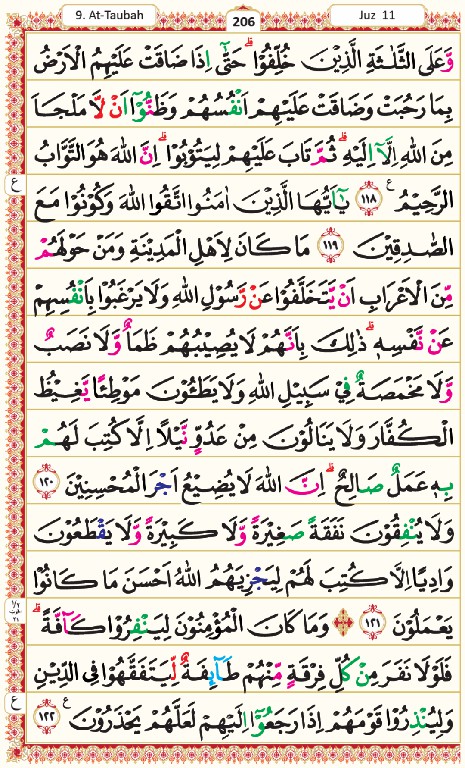 9. At-Taubah 206 Juz 11
وَّعَلَى الثَّلٰثَةِ الَّذِيْنَ خُلِّفُوْا ۗ حَتّٰٓى اِذَا ضَاقَتْ عَلَيْهِمُ الْاَرْضُ
بِمَا رَحُبَتْ وَضَاقَتْ عَلَيْهِمْ اَنْفُسُهُمْ وَظَنُّوْٓا اَنْ لَّا مَلْجَاَ
مِنَ اللّٰهِ اِلَّآ اِلَيْهِ ۗ ثُمَّ تَابَ عَلَيْهِمْ لِيَتُوْبُوْا ۗ اِنَّ اللّٰهَ هُوَ التَّوَّابُ
الرَّحِيْمُ ࣖ ١١٨ يٰٓاَيُّهَا الَّذِيْنَ اٰمَنُوا اتَّقُوا اللّٰهَ وَكُوْنُوْا مَعَ
ع
الصّٰدِقِيْنَ ١١٩ مَا كَانَ لِاَهْلِ الْمَدِيْنَةِ وَمَنْ حَوْلَهُمْ
مِّنَ الْاَعْرَابِ اَنْ يَّتَخَلَّفُوْا عَنْ رَّسُوْلِ اللّٰهِ وَلَا يَرْغَبُوْا بِاَنْفُسِهِمْ
عَنْ نَّفْسِهٖ ۗ ذٰلِكَ بِاَنَّهُمْ لَا يُصِيْبُهُمْ ظَمَاٌ وَّلَا نَصَبٌ
وَّلَا مَخْمَصَةٌ فِيْ سَبِيْلِ اللّٰهِ وَلَا يَطَـُٔوْنَ مَوْطِئًا يَّغِيْظُ
الْكُفَّارَ وَلَا يَنَالُوْنَ مِنْ عَدُوٍّ نَّيْلًا اِلَّا كُتِبَ لَهُمْ
بِهٖ عَمَلٌ صَالِحٌ ۗ اِنَّ اللّٰهَ لَا يُضِيْعُ اَجْرَ الْمُحْسِنِيْنَ ١٢٠
وَلَا يُنْفِقُوْنَ نَفَقَةً صَغِيْرَةً وَّلَا كَبِيْرَةً وَّلَا يَقْطَعُوْنَ
وَادِيًا اِلَّا كُتِبَ لَهُمْ لِيَجْزِيَهُمُ اللّٰهُ اَحْسَنَ مَا كَانُوْا
يَعْمَلُوْنَ ١٢١ وَمَا كَانَ الْمُؤْمِنُوْنَ لِيَنْفِرُوْا كَاۤفَّةً ۗ
فَلَوْلَا نَفَرَ مِنْ كُلِّ فِرْقَةٍ مِّنْهُمْ طَاۤىِٕفَةٌ لِّيَتَفَقَّهُوْا فِى الدِّيْنِ
وَلِيُنْذِرُوْا قَوْمَهُمْ اِذَا رَجَعُوْٓا اِلَيْهِمْ لَعَلَّهُمْ يَحْذَرُوْنَ ࣖ ١٢٢
ع